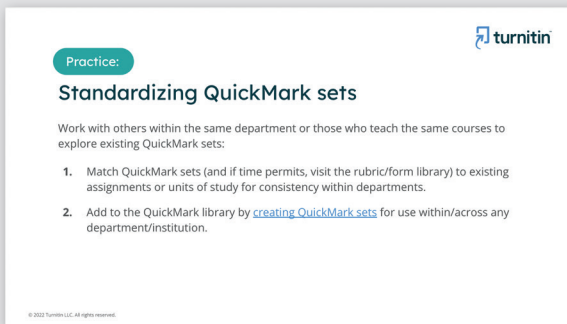 turnitin
Practice:
Standardizing QuickMark sets
Work with others within the same department or those who teach the same courses to
explore existing QuickMark sets:
1. Match QuickMark sets (and if time permits, visit the rubric/form library) to existing
assignments or units of study for consistency within departments.
2. Add to the QuickMark library by creating QuickMark sets for use within/across any
department/institution.
© 2022 Turnitin LLC. All rights reserved.